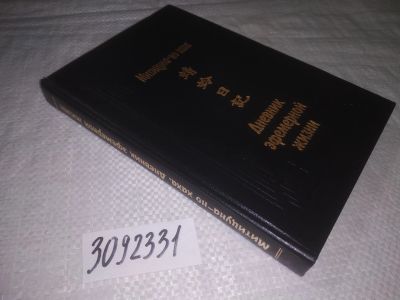 Митицуна-но хаха
蜻蛉日記
Дневник
эфемерной
жизни
Митицуна-но хаха. Дневник эфемерной жизни
3092331